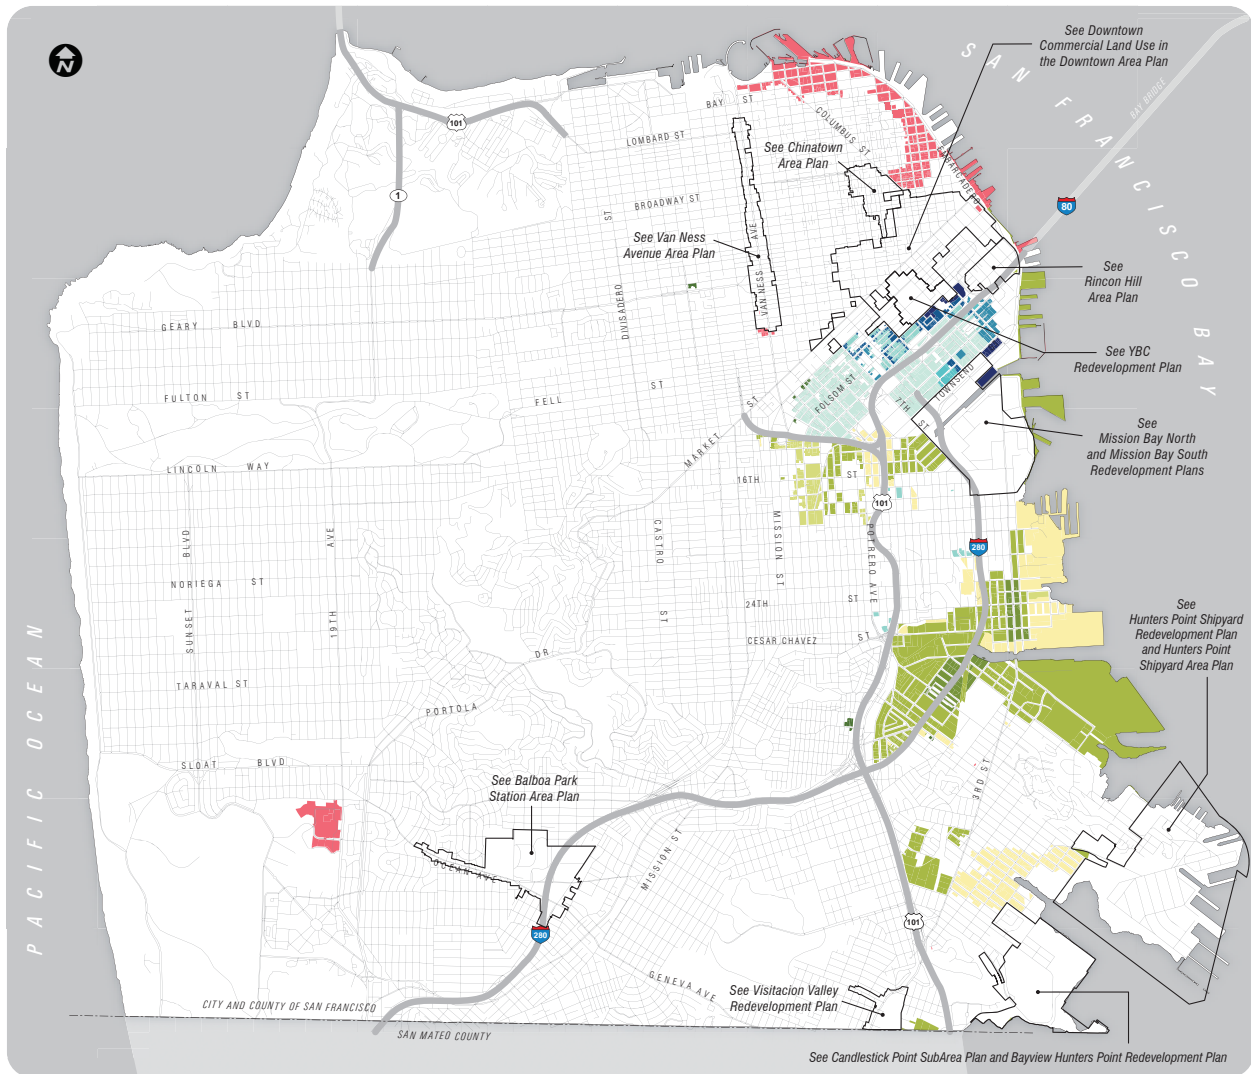 N
See Downtown
Commercial Land Use in
the Downtown Area Plan
SAN FRANCISCO BAY
BAY BRIDGE
BAY ST
COLUMBUS ST
101
LOMBARD ST
EMBARCADERO
See Chinatown
Area Plan
1
BROADWAY ST
80
ST
DIVISADERO
See Van Ness
Avenue Area Plan
VAN NESS AVE
See
Rincon Hill
Area Plan
GEARY BLVD
See YBC
Redevelopment Plan
FULTON ST
FELL ST
FOLSOM ST
TOWNSEND
7TH ST
MARKET ST
See
Mission Bay North
and Mission Bay South
Redevelopment Plans
LINCOLN WAY
16TH ST
101
SUNSET BLVD
19TH AVE
CASTRO ST
MISSION ST
POTRERO AVE
280
NORIEGA ST
24TH ST
CESAR CHAVEZ ST
See
Hunters Point Shipyard
Redevelopment Plan
and Hunters Point
Shipyard Area Plan
PACIFIC OCEAN
TARAVAL ST
PORTOLA DR
SLOAT BLVD
3RD ST
See Balboa Park
Station Area Plan
OCEAN AVE
MISSION ST
280
101
GENEVA AVE
See Visitacion Valley
Redevelopment Plan
CITY AND COUNTY OF SAN FRANCISCO
SAN MATEO COUNTY
See Candlestick Point SubArea Plan and Bayview Hunters Point Redevelopment Plan